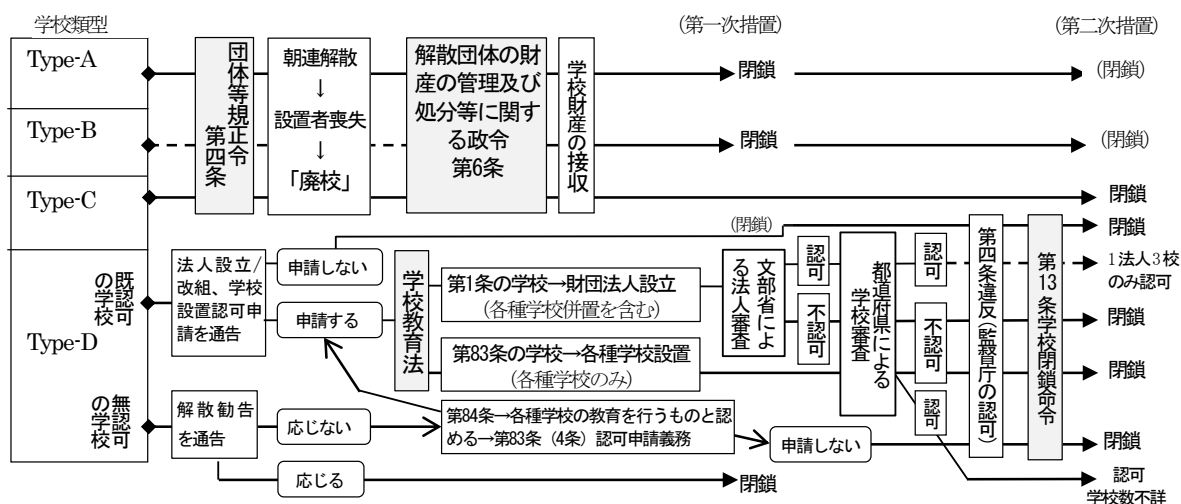 学校類型
(第一次措置)
(第二次措置)
Type-A
Type-B
Type-C
Type-D
団体等規正令
第四条
朝連解散
↓
設置者喪失
↓
「廃校」
解散団体の財
産の管理及び
処分等に関す
る政令
第6条
学校財産の接収
閉鎖
(閉鎖)
閉鎖
(閉鎖)
閉鎖
(閉鎖)
閉鎖
の既認可
学校
法人設立/
改組、学校
設置認可申
請を通告
申請しない
申請する
学校教育法
第1条の学校→財団法人設立
(各種学校併置を含む)
第83条の学校→各種学校設置
(各種学校のみ)
文部省によ
る法人審査
認可
不認可
都道府県による
学校審査
認可
不認可
認可
第四条違反(監督庁の認可)
第13条学校閉鎖命令
1法人3校
のみ認可
閉鎖
閉鎖
の無認可
学校
解散勧告
を通告
応じない
応じる
第84条→各種学校の教育を行うものと認
める→第83条（4条）認可申請義務
申請しない
閉鎖
閉鎖
認可
学校数不詳